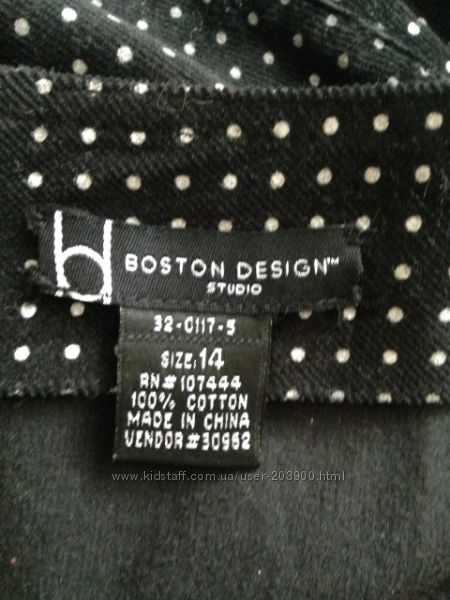 bd BOSTON DESIGN™
STUDIO
32-0117-5
SIZE: 14
RN# 107444
100% COTTON
MADE IN CHINA
VENDOR# 30962
www.kidstaff.com.ua/user-203900.html